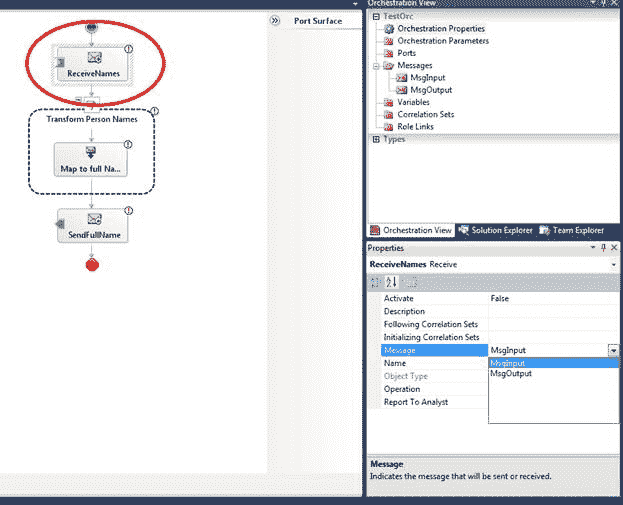 Port Surface
ReceiveNames
Transform Person Names
Map to full Na...
SendFullName
Orchestration View
TestOrc
Orchestration Properties
Orchestration Parameters
Ports
Messages
MsgInput
MsgOutput
Variables
Correlation Sets
Role Links
Types
Orchestration View Solution Explorer Team Explorer
Properties
ReceiveNames Receive
Activate False
Description
Following Correlation Sets
Initializing Correlation Sets
Message MsgInput
Name MsgInput
Object Type MsgOutput
Operation
Report To Analyst
Message
Indicates the message that will be sent or received.